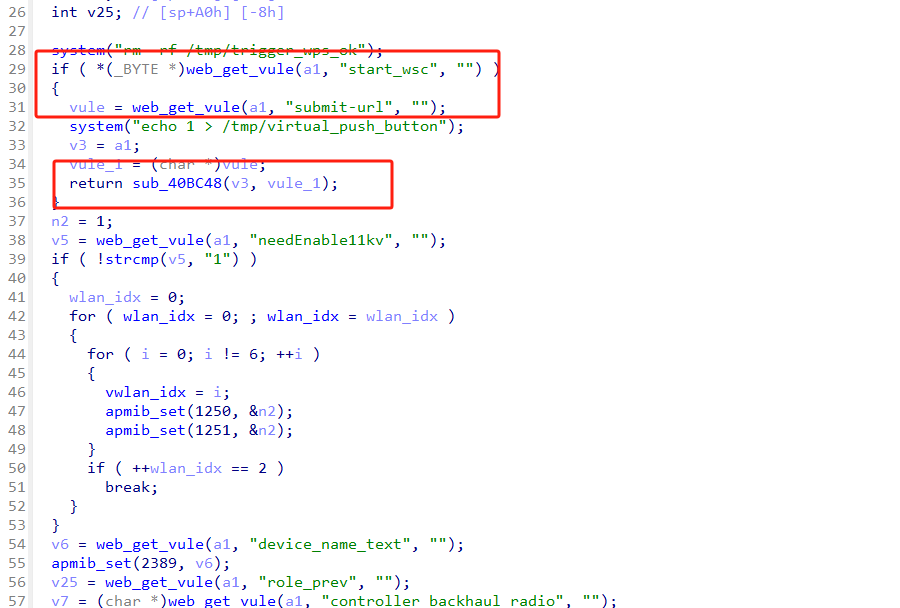 26 int v25; // [sp+A0h] [-8h]
27
28 system("rm -rf /tmp/trigger_wps_ok");
29 if ( *(_BYTE *)web_get_vule(a1, "start_wsc", "") )
30 {
31 vule = web_get_vule(a1, "submit-url", "");
32 system("echo 1 > /tmp/virtual_push_button");
33 v3 = a1;
34 vule_1 = (char *)vule;
35 return sub_40BC48(v3, vule_1);
36 }
37 n2 = 1;
38 v5 = web_get_vule(a1, "needEnable11kv", "");
39 if ( !strcmp(v5, "1") )
40 {
41 wlan_idx = 0;
42 for ( wlan_idx = 0; ; wlan_idx = wlan_idx )
43 {
44 for ( i = 0; i != 6; ++i )
45 {
46 vwlan_idx = i;
47 apmib_set(1250, &n2);
48 apmib_set(1251, &n2);
49 }
50 if ( ++wlan_idx == 2 )
51 break;
52 }
53 }
54 v6 = web_get_vule(a1, "device_name_text", "");
55 apmib_set(2389, v6);
56 v25 = web_get_vule(a1, "role_prev", "");
57 v7 = (char *)web_get_vule(a1, "controller_backhaul_radio", "");